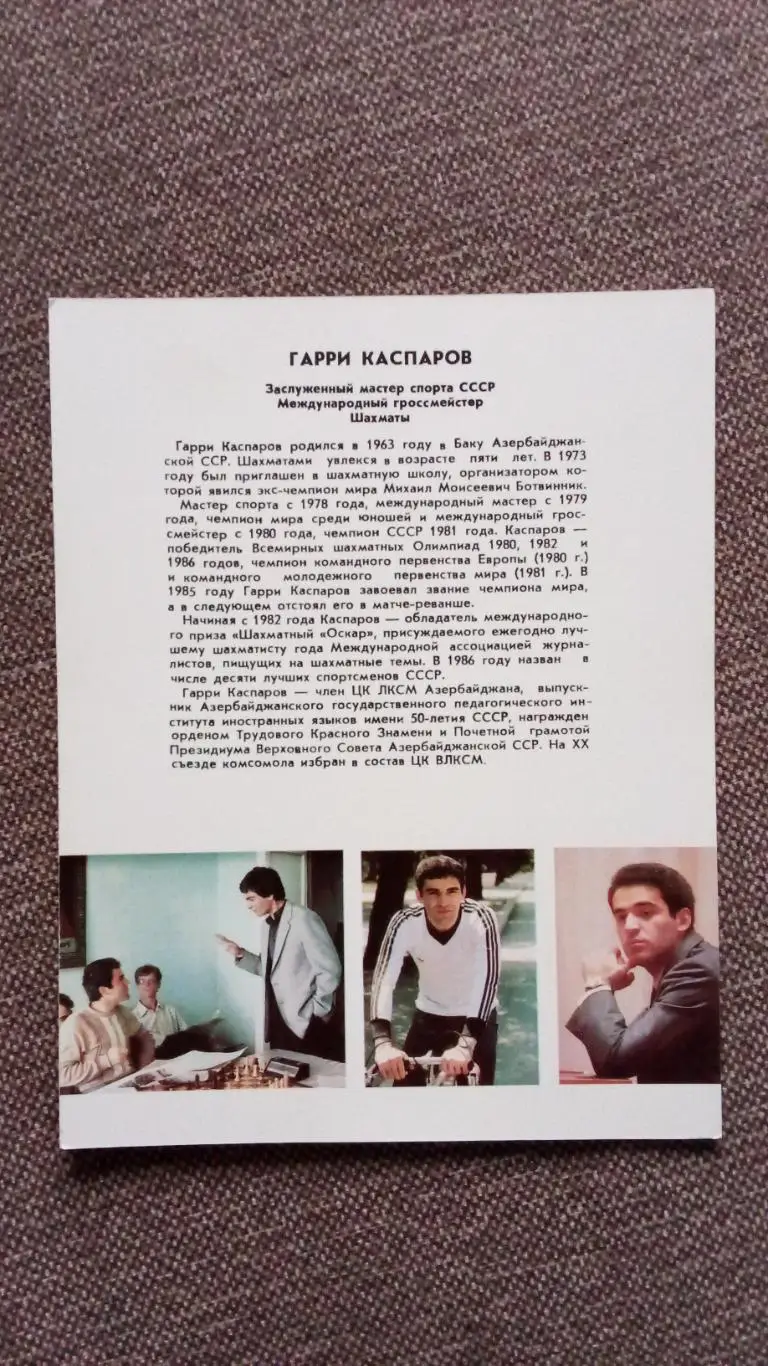 ГАРРИ КАСПАРОВ
Заслуженный мастер спорта СССР
Международный гроссмейстер
Шахматы
Гарри Каспаров родился в 1963 году в Баку Азербайджан-
ской ССР. Шахматами увлекся в возрасте пяти лет. В 1973
году был приглашен в шахматную школу, организатором ко-
торой явился экс-чемпион мира Михаил Моисеевич Ботвинник.
Мастер спорта с 1978 года, международный мастер с 1979
года, чемпион мира среди юношей и международный грос-
смейстер с 1980 года, чемпион СССР 1981 года. Каспаров —
победитель Всемирных шахматных Олимпиад 1980, 1982 и
1986 годов, чемпион командного первенства Европы (1980 г.)
и командного молодежного первенства мира (1981 г.). В
1985 году Гарри Каспаров завоевал звание чемпиона мира,
а в следующем отстоял его в матче-реванше.
Начиная с 1982 года Каспаров — обладатель международно-
го приза «Шахматный «Оскар», присуждаемого ежегодно луч-
шему шахматисту года Международной ассоциацией журна-
листов, пищущих на шахматные темы. В 1986 году назван в
числе десяти лучших спортсменов СССР.
Гарри Каспаров — член ЦК ЛКСМ Азербайджана, выпуск-
ник Азербайджанского государственного педагогического ин-
ститута иностранных языков имени 50-летия СССР, награжден
орденом Трудового Красного Знамени и Почетной грамотой
Президиума Верховного Совета Азербайджанской ССР. На XX
съезде комсомола избран в состав ЦК ВЛКСМ.